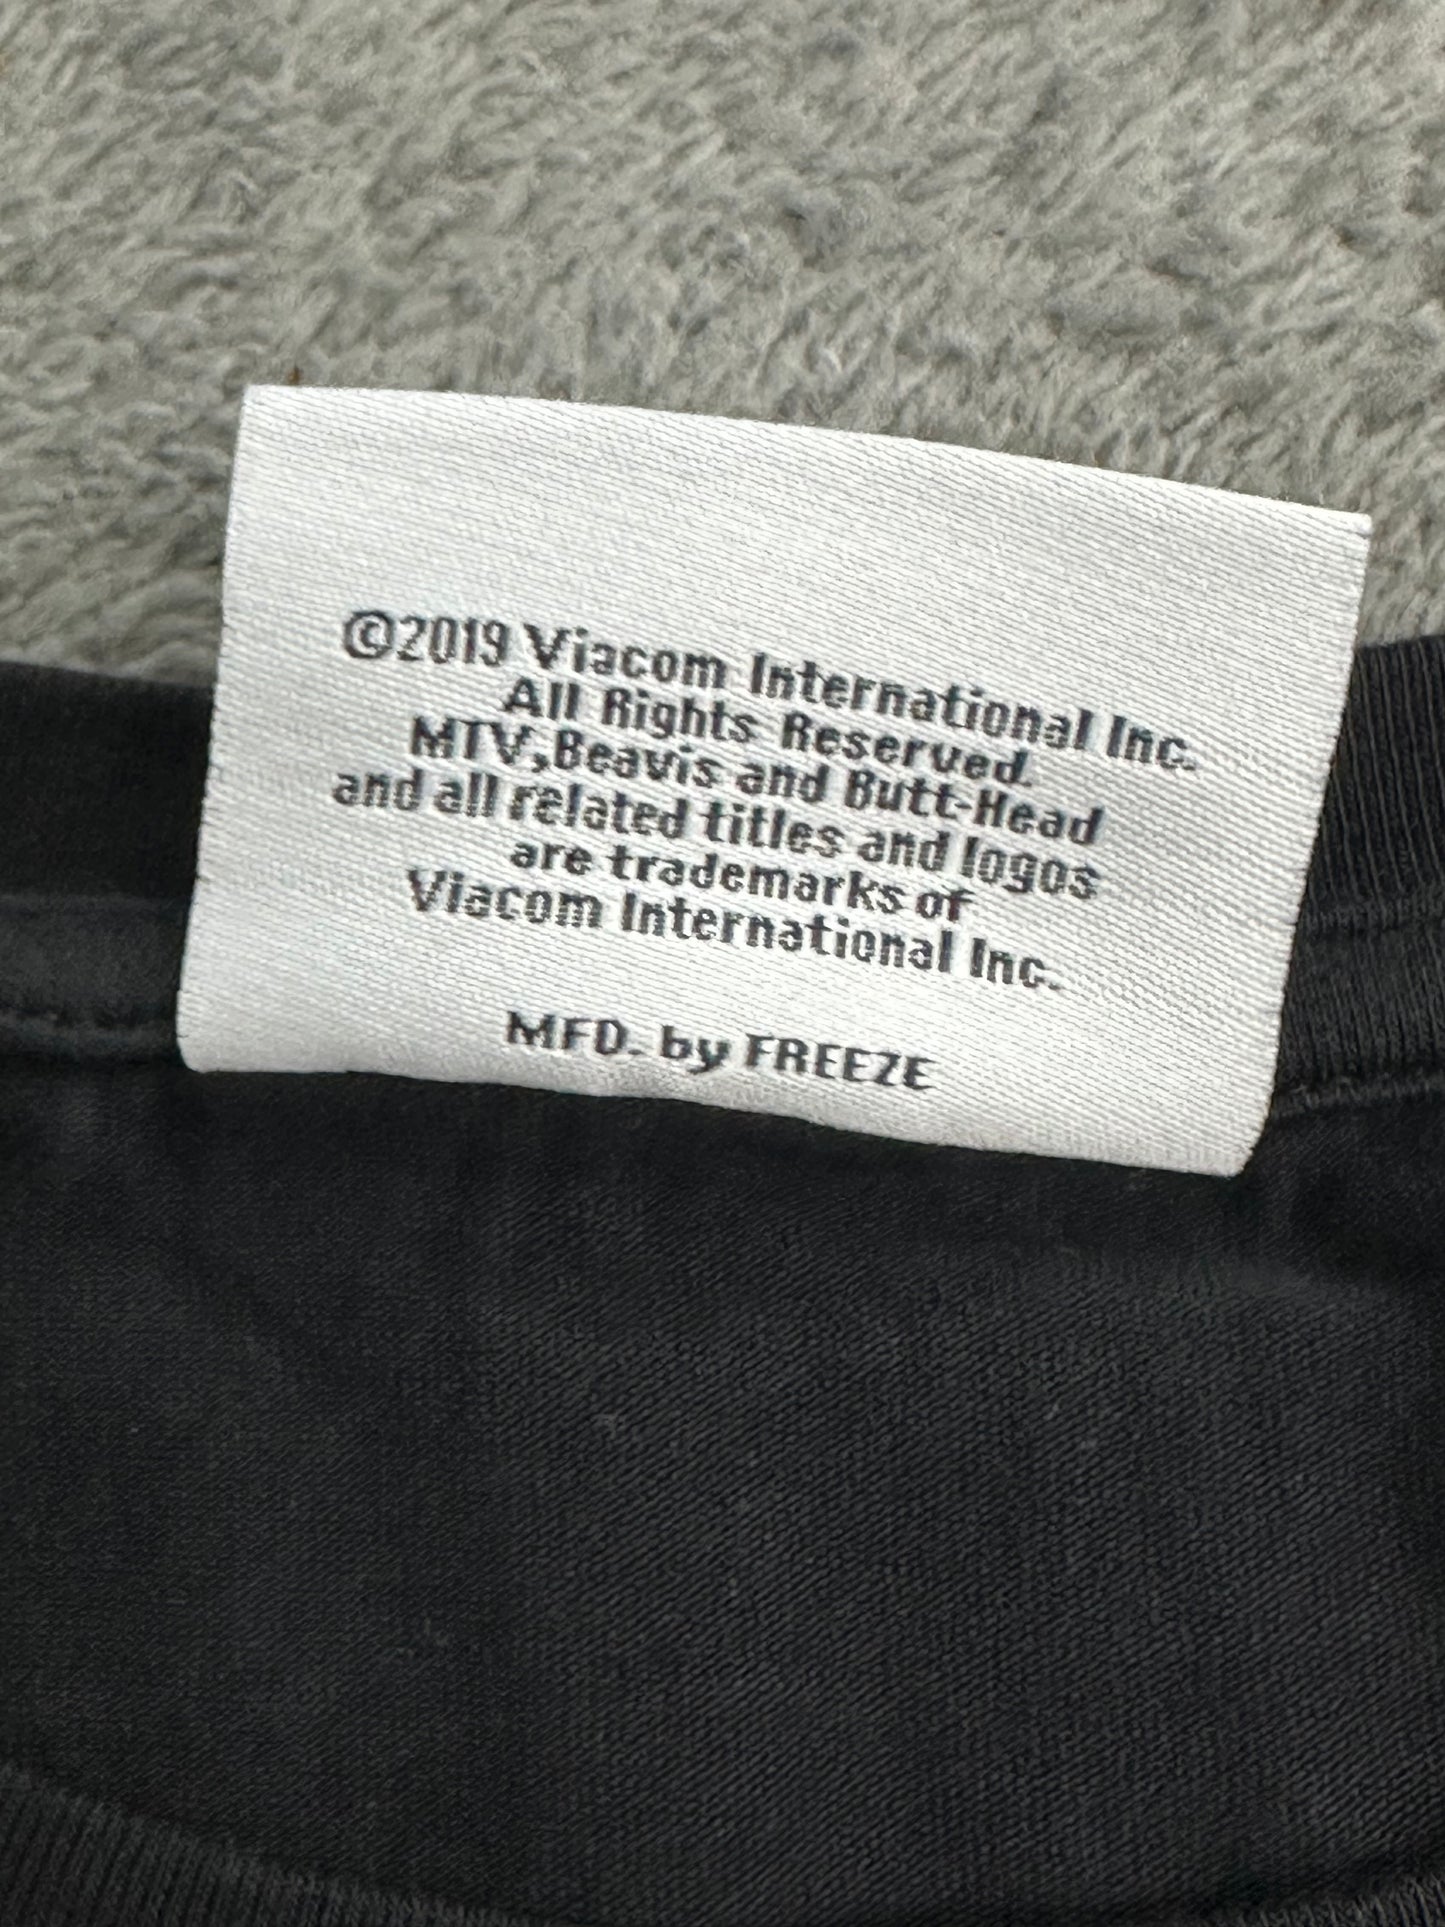 ©2019 Viacom International Inc.
All Rights Reserved.
MTV,Beavis and Butt-Head
and all related titles and logos
are trademarks of
Viacom International Inc.
MFD. by FREEZE